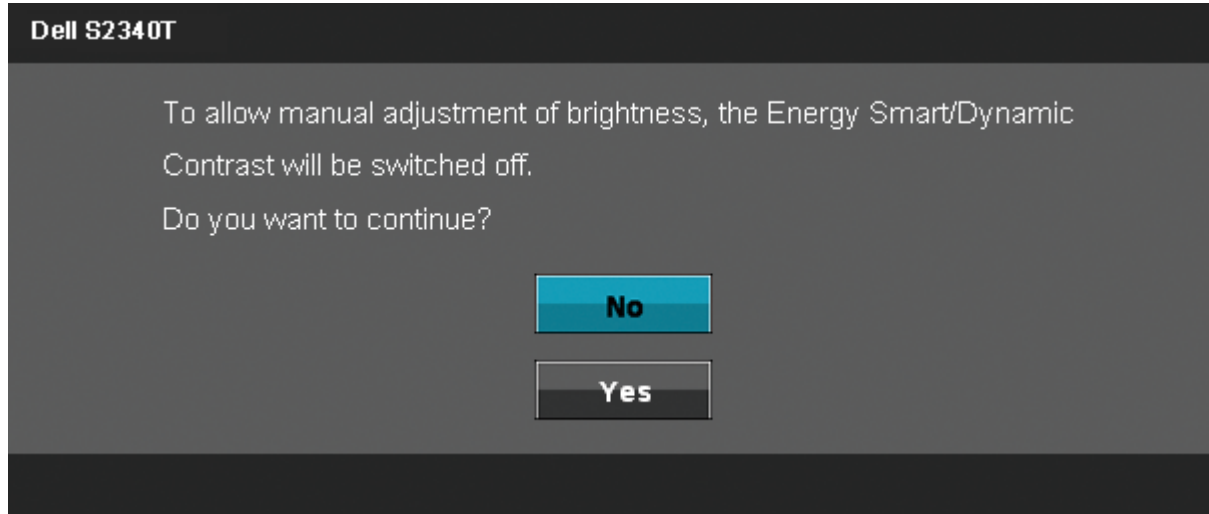 Dell S2340T
To allow manual adjustment of brightness, the Energy Smart/Dynamic
Contrast will be switched off.
Do you want to continue?
No
Yes